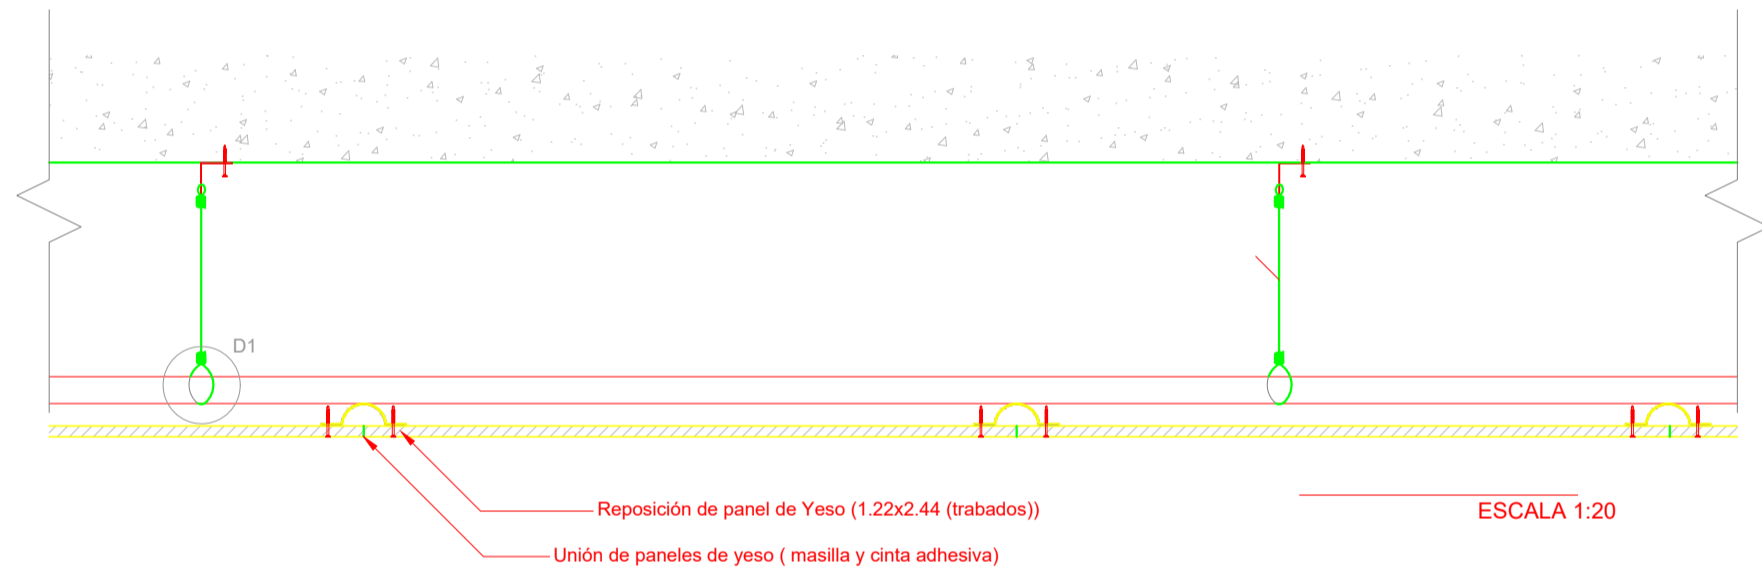 D1
Reposición de panel de Yeso (1.22x2.44 (trabados))
ESCALA 1:20
Unión de paneles de yeso ( masilla y cinta adhesiva)